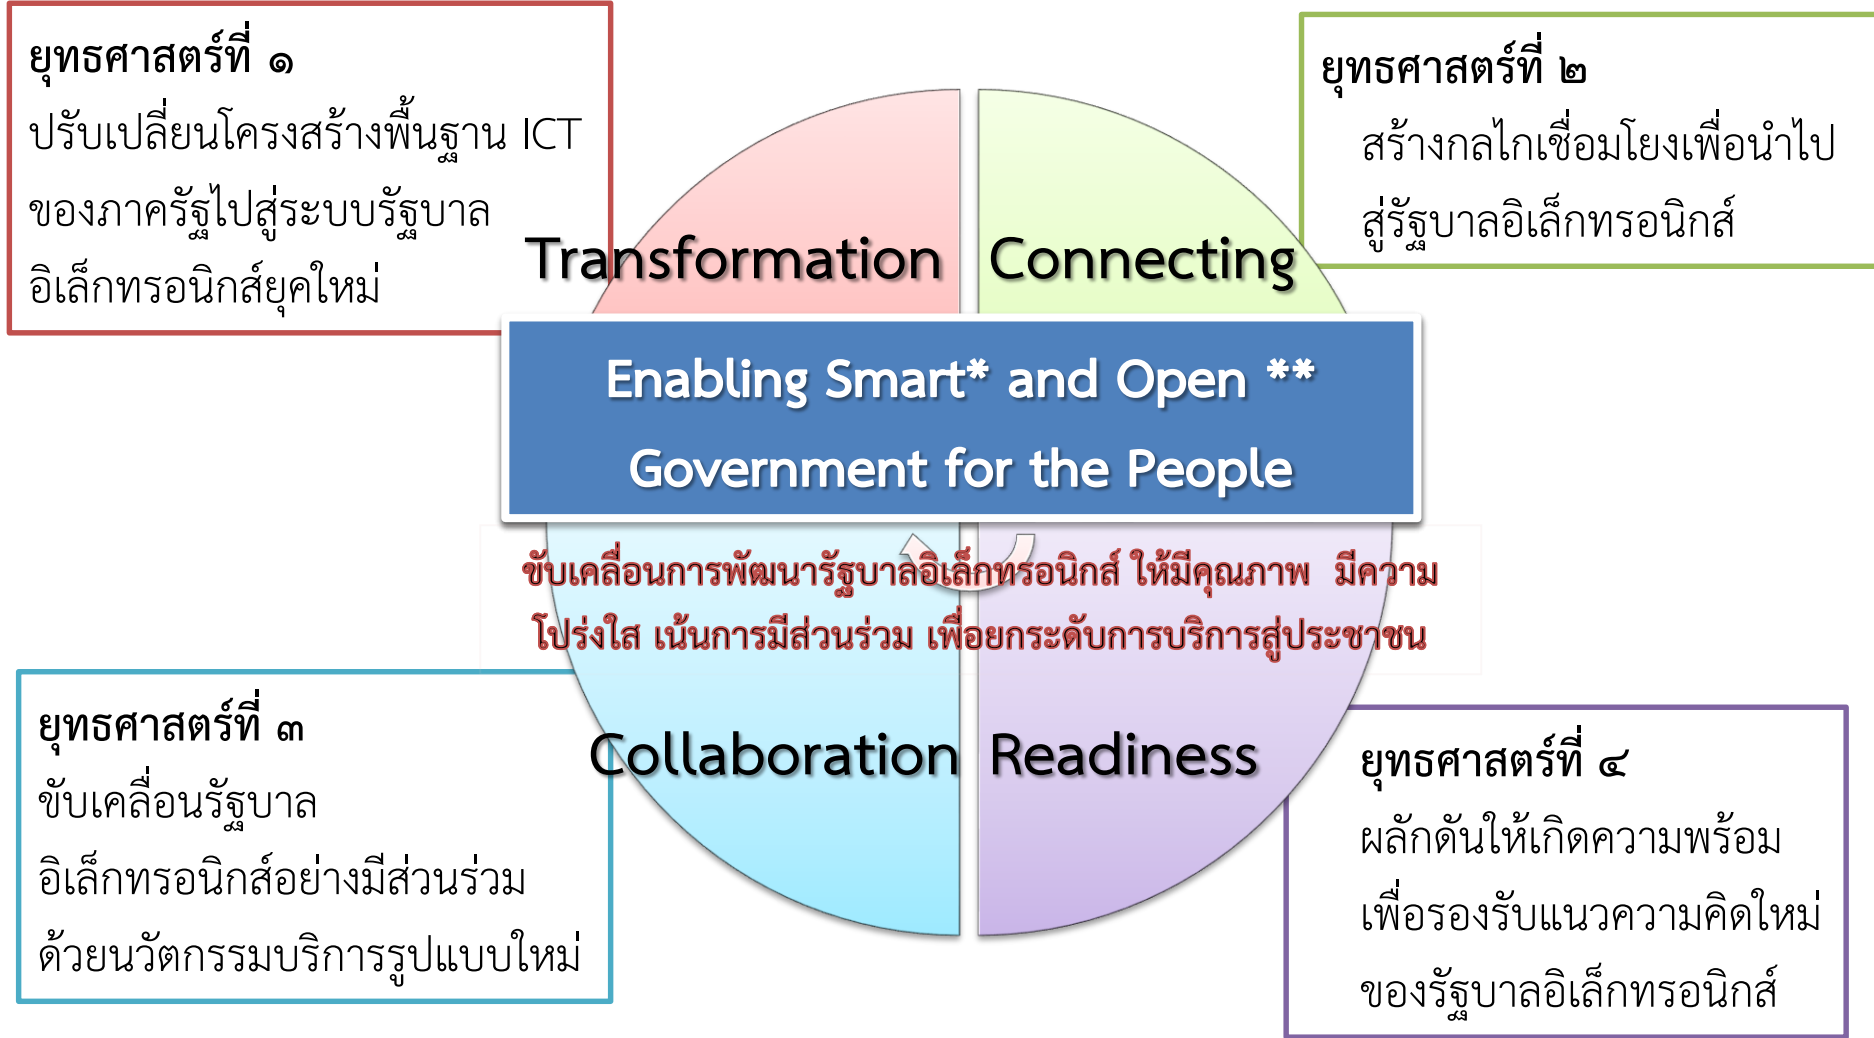 ยุทธศาสตร์ที่ ๑
ปรับเปลี่ยนโครงสร้างพื้นฐาน ICT
ของภาครัฐไปสู่ระบบรัฐบาล
อิเล็กทรอนิกส์ยุคใหม่
ยุทธศาสตร์ที่ ๒
สร้างกลไกเชื่อมโยงเพื่อนำไป
สู่รัฐบาลอิเล็กทรอนิกส์
Transformation
Connecting
Enabling Smart* and Open **
Government for the People
ขับเคลื่อนการพัฒนารัฐบาลอิเล็กทรอนิกส์ ให้มีคุณภาพ มีความ
โปร่งใส เน้นการมีส่วนร่วม เพื่อยกระดับการบริการสู่ประชาชน
Collaboration
Readiness
ยุทธศาสตร์ที่ ๓
ขับเคลื่อนรัฐบาล
อิเล็กทรอนิกส์อย่างมีส่วนร่วม
ด้วยนวัตกรรมบริการรูปแบบใหม่
ยุทธศาสตร์ที่ ๔
ผลักดันให้เกิดความพร้อม
เพื่อรองรับแนวความคิดใหม่
ของรัฐบาลอิเล็กทรอนิกส์